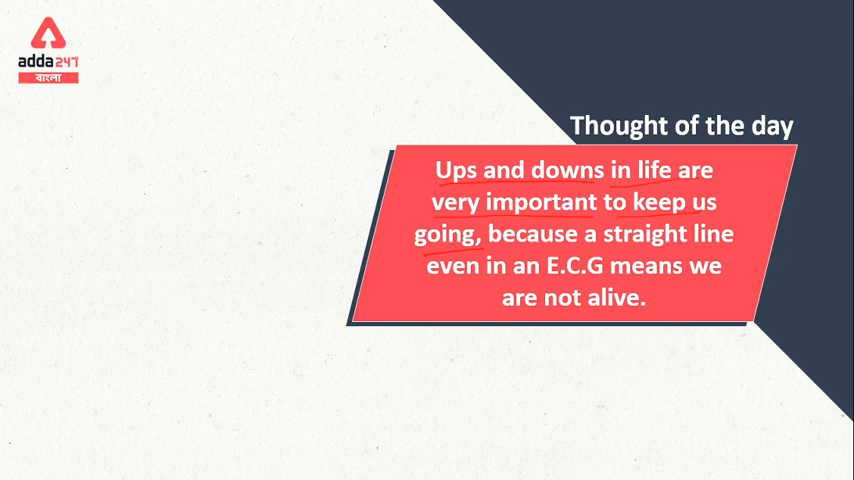 adda247
বাংলা
Thought of the day
Ups and downs in life are
very important to keep us
going, because a straight line
even in an E.C.G means we
are not alive.